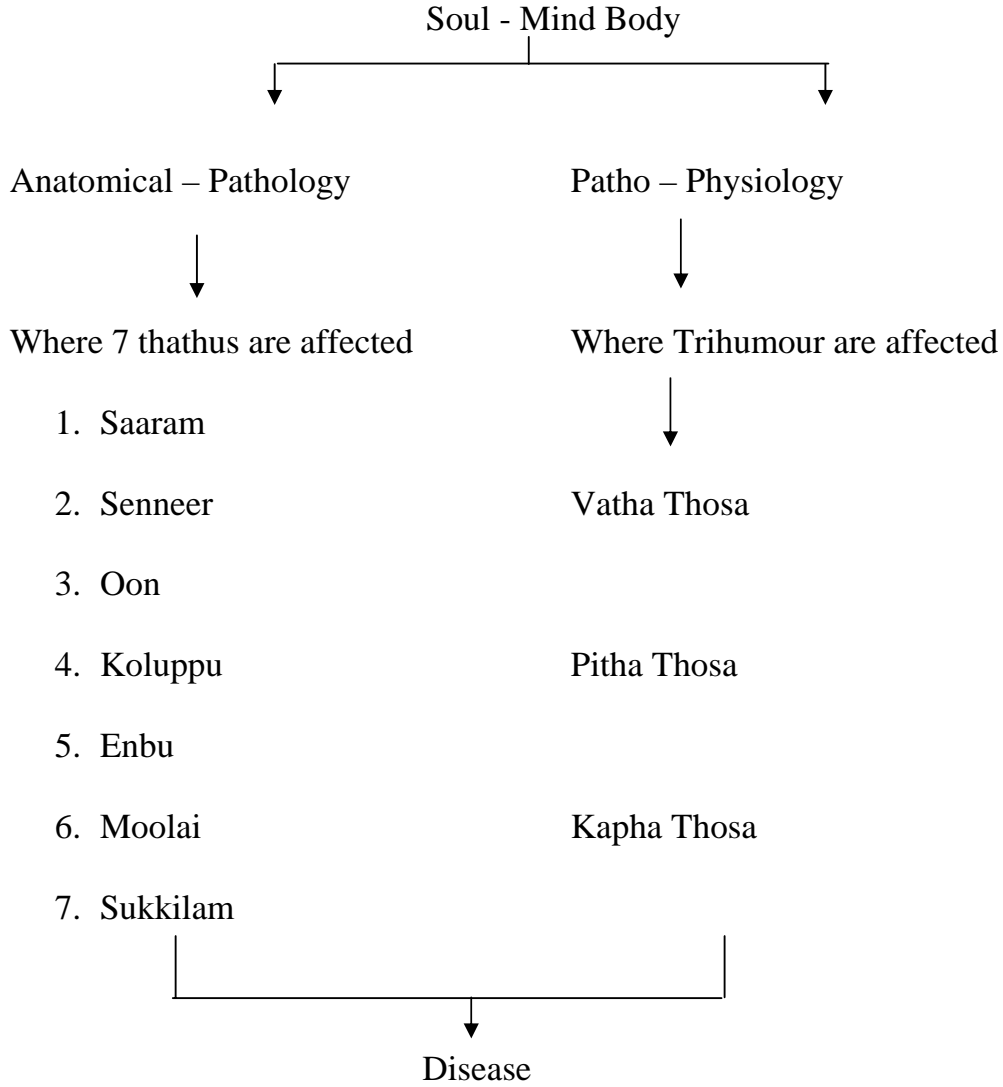 Soul - Mind Body
Anatomical – Pathology
Patho – Physiology
Where 7 thathus are affected
Where Trihumour are affected
1. Saaram
2. Senneer
Vatha Thosa
3. Oon
4. Koluppu
Pitha Thosa
5. Enbu
6. Moolai
Kapha Thosa
7. Sukkilam
Disease